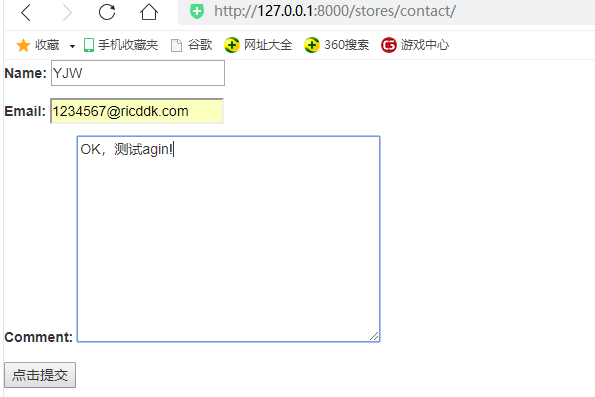 http://127.0.0.1:8000/stores/contact/
收藏 手机收藏夹 谷歌 网址大全 360搜索 游戏中心
Name: YJW
Email: 1234567@ricddk.com
OK，测试agin!
Comment:
点击提交